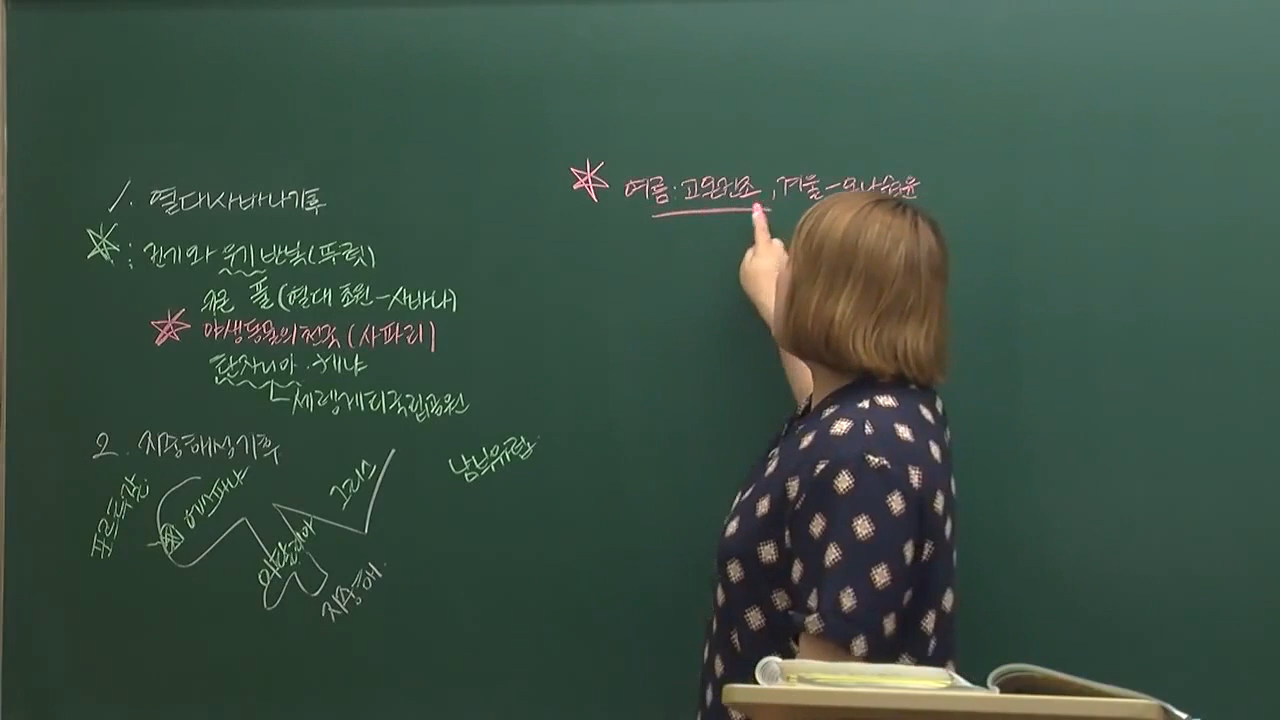 1. 열대사바나기후
☆: 건기와 우기 반복(뚜렷)
긴 풀(열대 초원-사바나)
☆ 야생동물의 천국(사파리)
탄자니아·케냐
세렝게티국립공원
2. 지중해성기후
포르투갈
에스파냐
이탈리아
그리스
지중해
남부유럽
☆ 여름:고온건조, 겨울-온난습윤